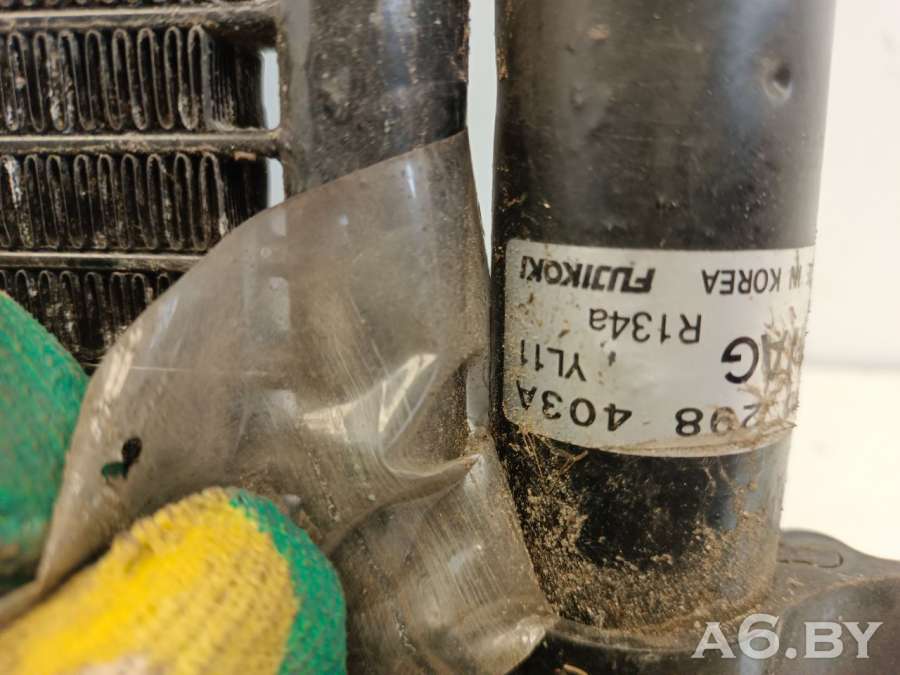 298 403A
YL11
R134a
IN KOREA FUJIKOKI
A6.BY